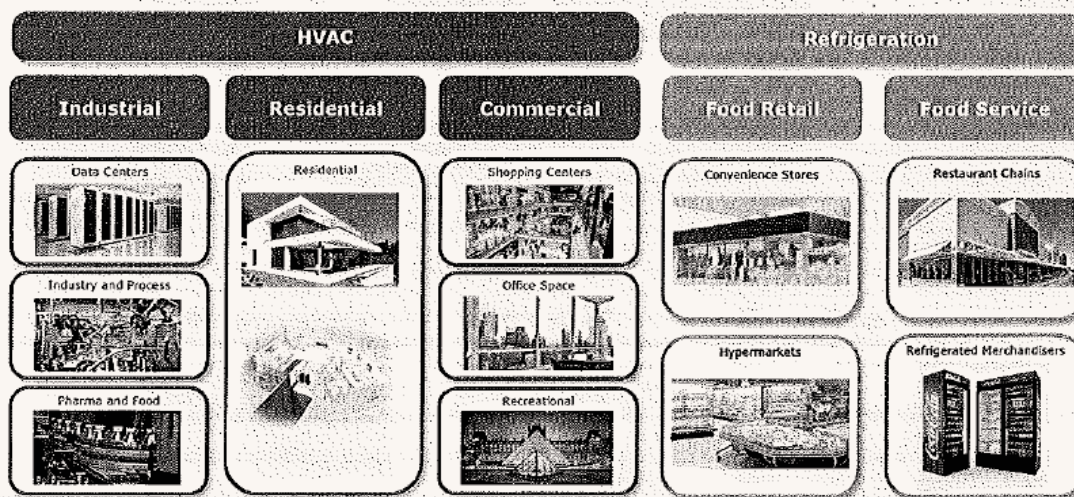 HVAC
Refrigeration
Industrial
Residential
Commercial
Food Retail
Food Service
Data Centers
Industry and Process
Pharma and Food
Residential
Shopping Centers
Office Space
Recreational
Convenience Stores
Hypermarkets
Restaurant Chains
Refrigerated Merchandisers